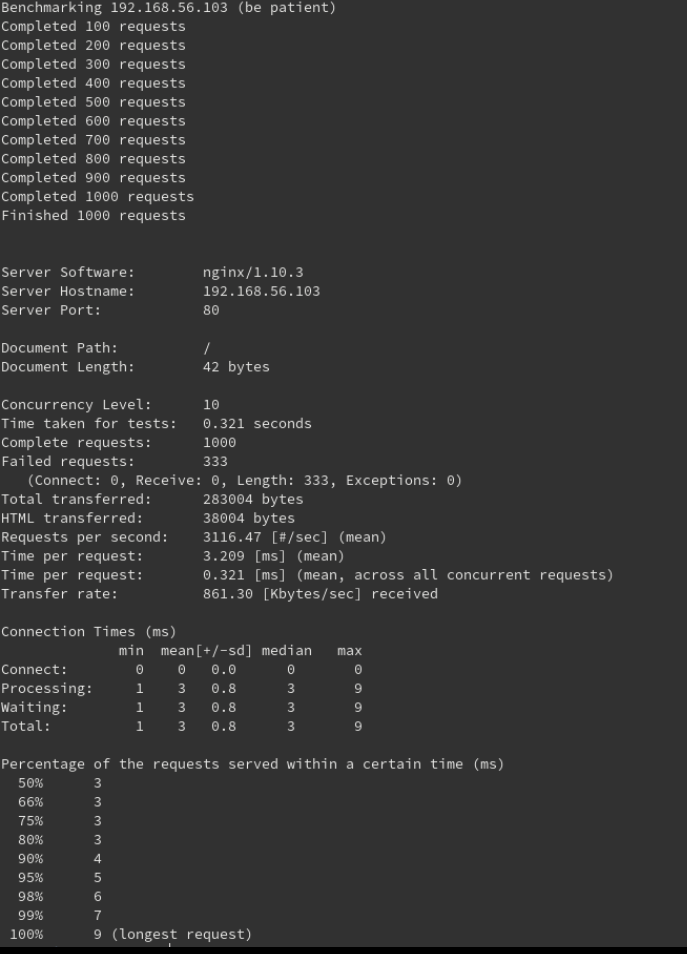 Benchmarking 192.168.56.103 (be patient)
Completed 100 requests
Completed 200 requests
Completed 300 requests
Completed 400 requests
Completed 500 requests
Completed 600 requests
Completed 700 requests
Completed 800 requests
Completed 900 requests
Completed 1000 requests
Finished 1000 requests
Server Software: nginx/1.10.3
Server Hostname: 192.168.56.103
Server Port: 80
Document Path: /
Document Length: 42 bytes
Concurrency Level: 10
Time taken for tests: 0.321 seconds
Complete requests: 1000
Failed requests: 333
(Connect: 0, Receive: 0, Length: 333, Exceptions: 0)
Total transferred: 283004 bytes
HTML transferred: 38004 bytes
Requests per second: 3116.47 [#/sec] (mean)
Time per request: 3.209 [ms] (mean)
Time per request: 0.321 [ms] (mean, across all concurrent requests)
Transfer rate: 861.30 [Kbytes/sec] received
Connection Times (ms)
min mean[+/-sd] median max
Connect: 0 0 0.0 0 0
Processing: 1 3 0.8 3 9
Waiting: 1 3 0.8 3 9
Total: 1 3 0.8 3 9
Percentage of the requests served within a certain time (ms)
50% 3
66% 3
75% 3
80% 3
90% 4
95% 5
98% 6
99% 7
100% 9 (longest request)